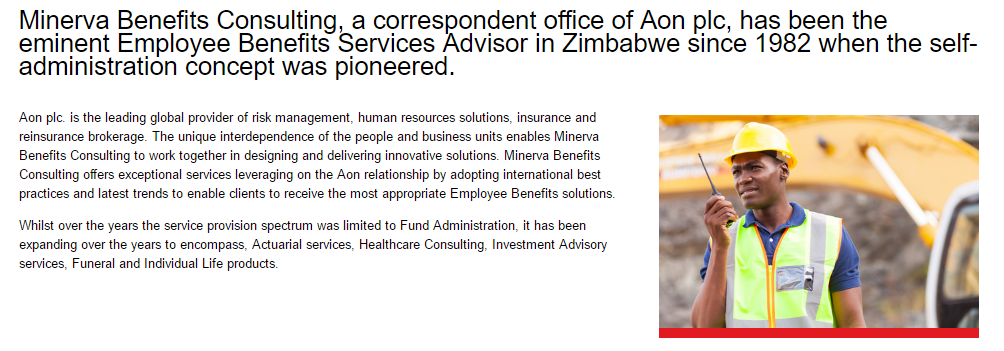 Minerva Benefits Consulting, a correspondent office of Aon plc, has been the
eminent Employee Benefits Services Advisor in Zimbabwe since 1982 when the self-
administration concept was pioneered.
Aon plc. is the leading global provider of risk management, human resources solutions, insurance and
reinsurance brokerage. The unique interdependence of the people and business units enables Minerva
Benefits Consulting to work together in designing and delivering innovative solutions. Minerva Benefits
Consulting offers exceptional services leveraging on the Aon relationship by adopting international best
practices and latest trends to enable clients to receive the most appropriate Employee Benefits solutions.
Whilst over the years the service provision spectrum was limited to Fund Administration, it has been
expanding over the years to encompass, Actuarial services, Healthcare Consulting, Investment Advisory
services, Funeral and Individual Life products.